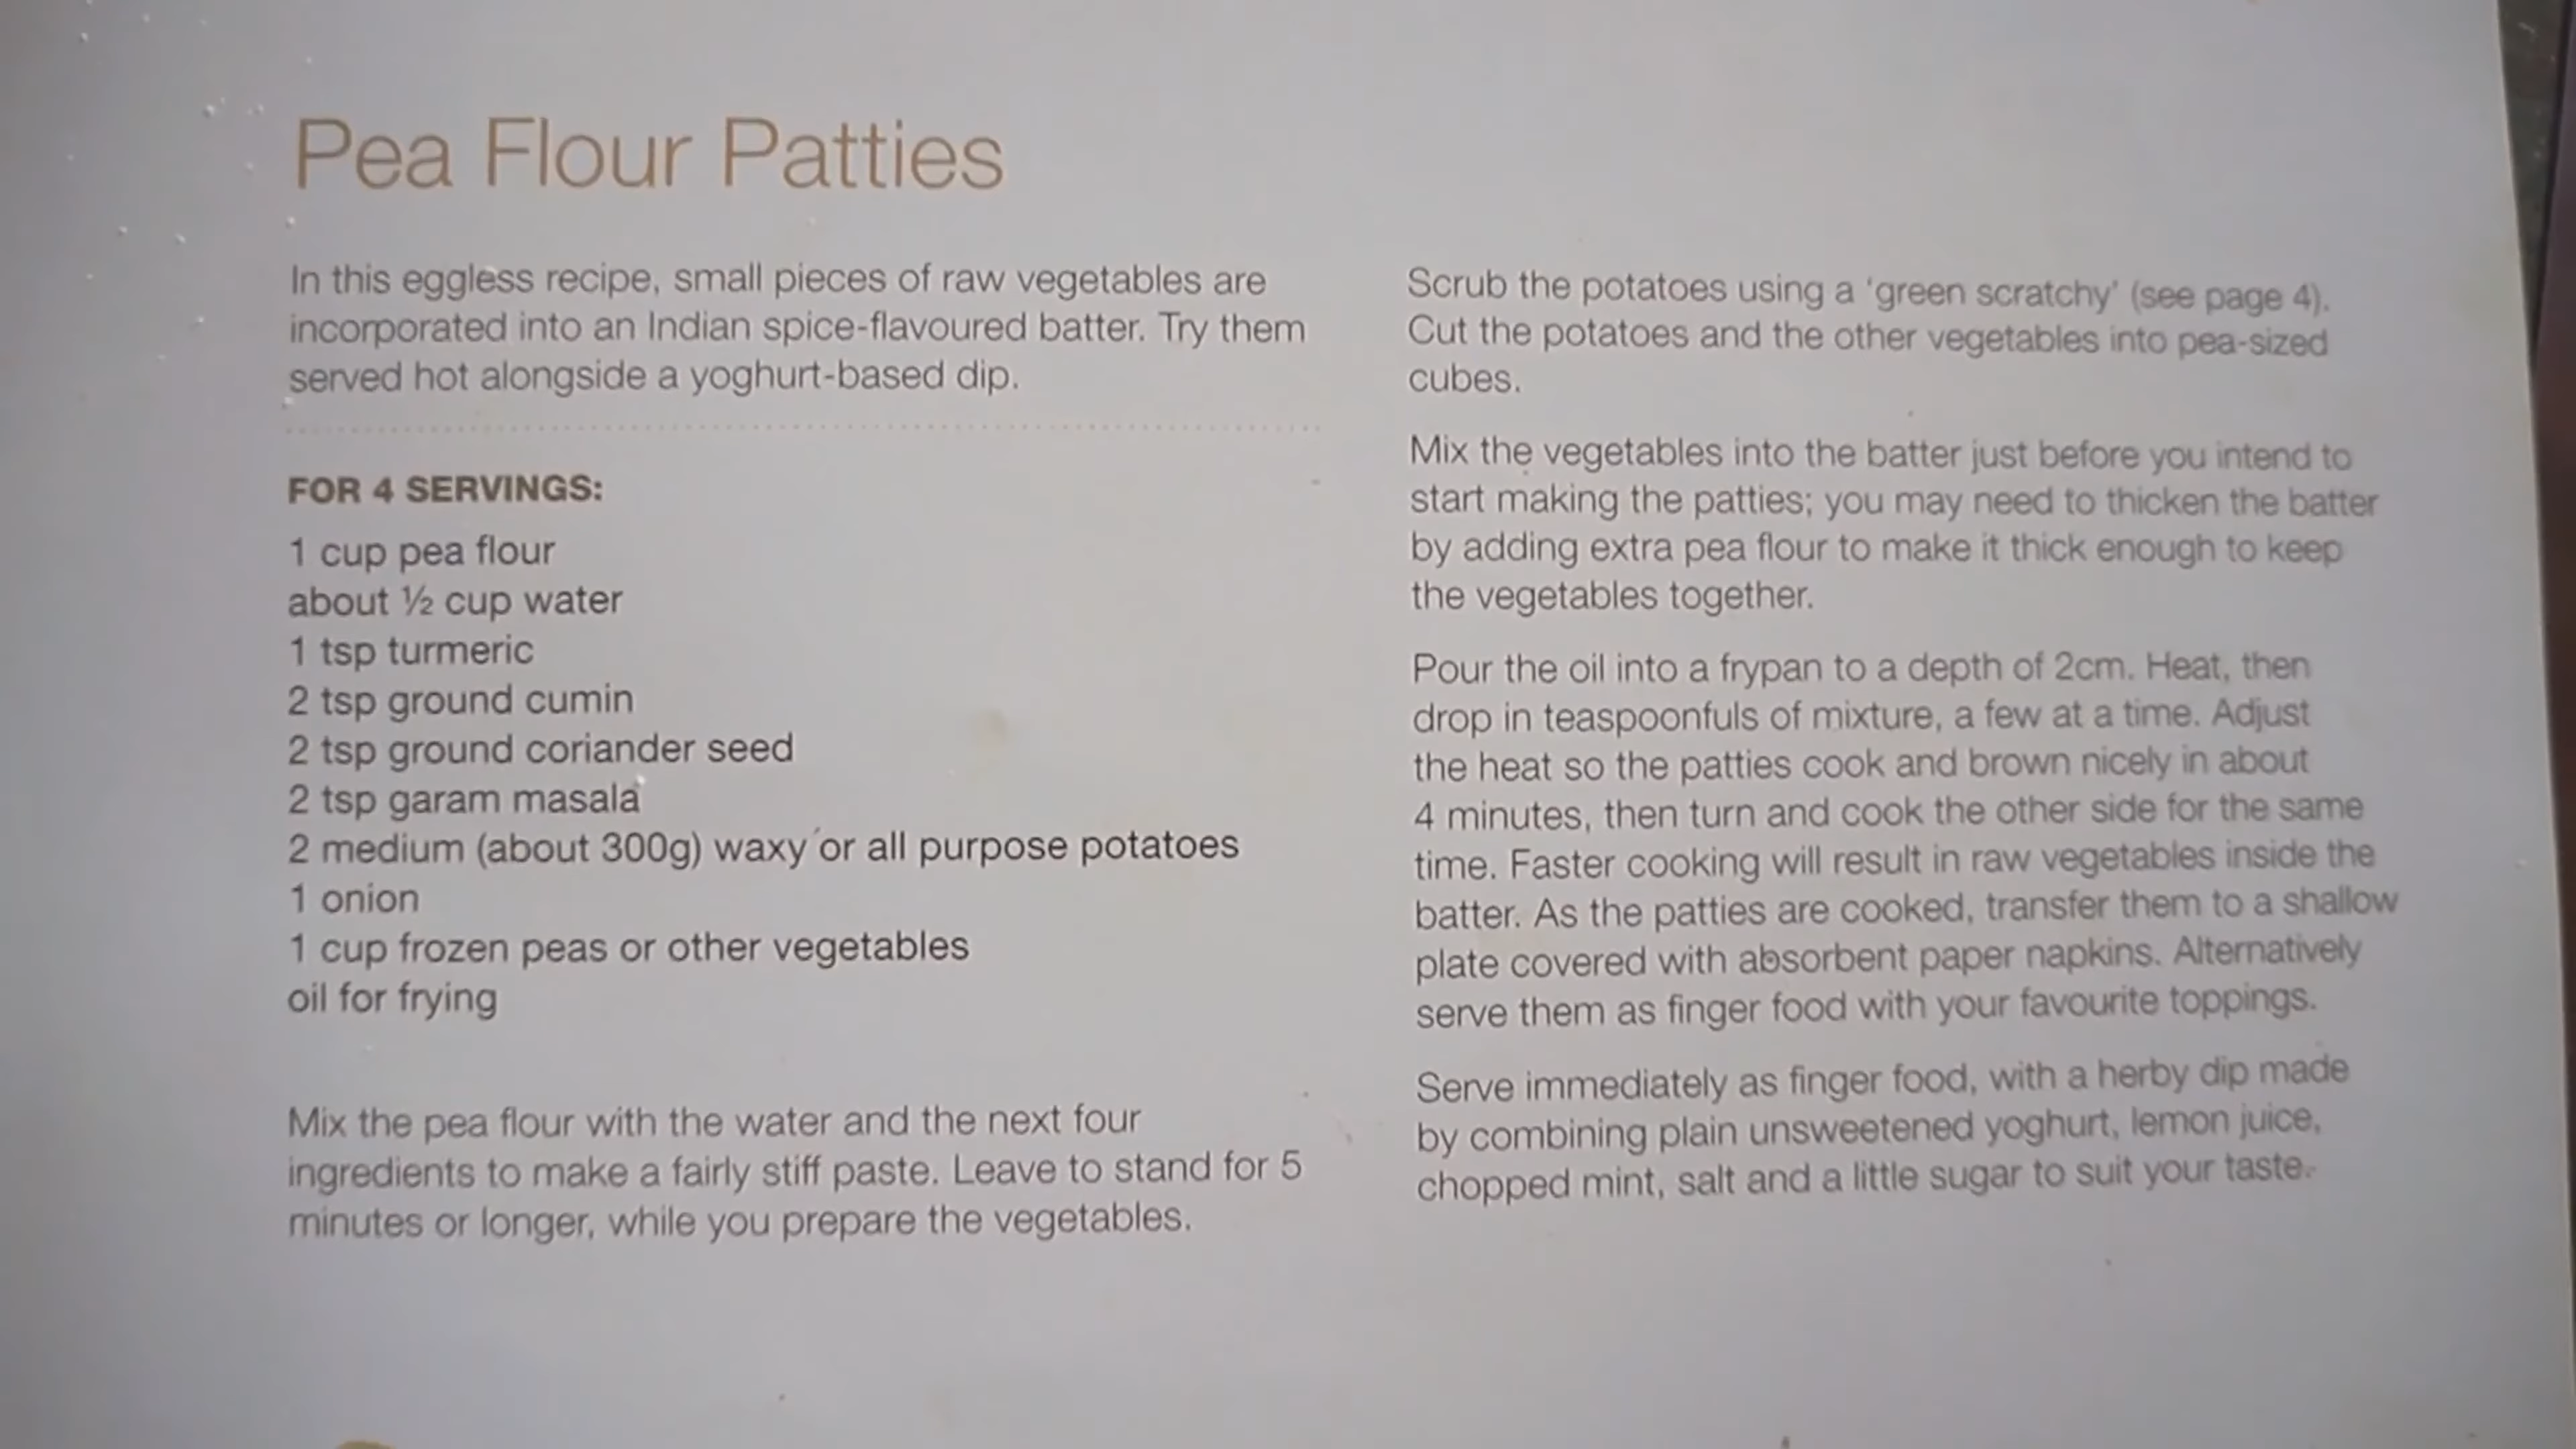 Pea Flour Patties
In this eggless recipe, small pieces of raw vegetables are
incorporated into an Indian spice-flavoured batter. Try them
served hot alongside a yoghurt-based dip.
FOR 4 SERVINGS:
1 cup pea flour
about ½ cup water
1 tsp turmeric
2 tsp ground cumin
2 tsp ground coriander seed
2 tsp garam masala
2 medium (about 300g) waxy or all purpose potatoes
1 onion
1 cup frozen peas or other vegetables
oil for frying
Mix the pea flour with the water and the next four
ingredients to make a fairly stiff paste. Leave to stand for 5
minutes or longer, while you prepare the vegetables.
Scrub the potatoes using a ‘green scratchy’ (see page 4).
Cut the potatoes and the other vegetables into pea-sized
cubes.
Mix the vegetables into the batter just before you intend to
start making the patties; you may need to thicken the batter
by adding extra pea flour to make it thick enough to keep
the vegetables together.
Pour the oil into a frypan to a depth of 2cm. Heat, then
drop in teaspoonfuls of mixture, a few at a time. Adjust
the heat so the patties cook and brown nicely in about
4 minutes, then turn and cook the other side for the same
time. Faster cooking will result in raw vegetables inside the
batter. As the patties are cooked, transfer them to a shallow
plate covered with absorbent paper napkins. Alternatively
serve them as finger food with your favourite toppings.
Serve immediately as finger food, with a herby dip made
by combining plain unsweetened yoghurt, lemon juice,
chopped mint, salt and a little sugar to suit your taste.